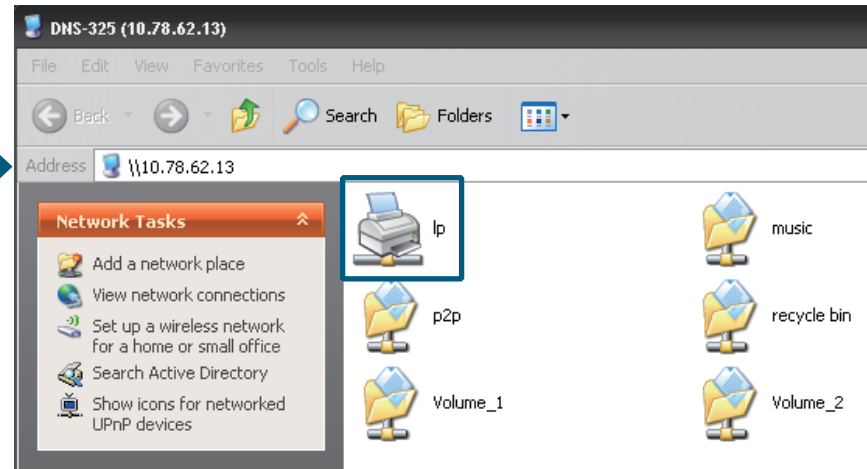 DNS-325 (10.78.62.13)
File Edit View Favorites Tools Help
Back Search Folders
Address \\10.78.62.13
Network Tasks
Add a network place
View network connections
Set up a wireless network
for a home or small office
Search Active Directory
Show icons for networked
UPnP devices
lp music
p2p recycle bin
Volume_1 Volume_2